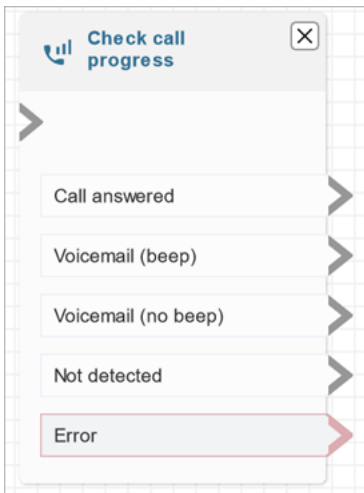 Check call
progress
Call answered
Voicemail (beep)
Voicemail (no beep)
Not detected
Error